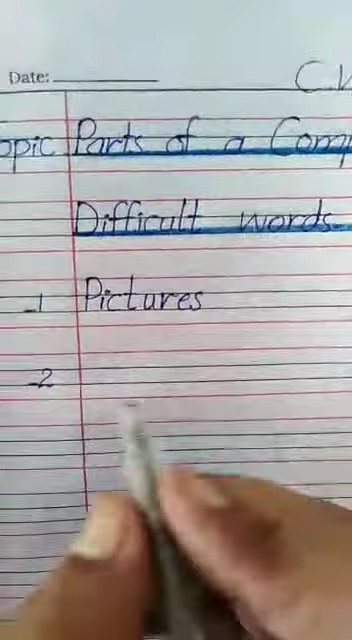 Date:
C.W
opic Parts of a Comp
Difficult words
1 Pictures
2